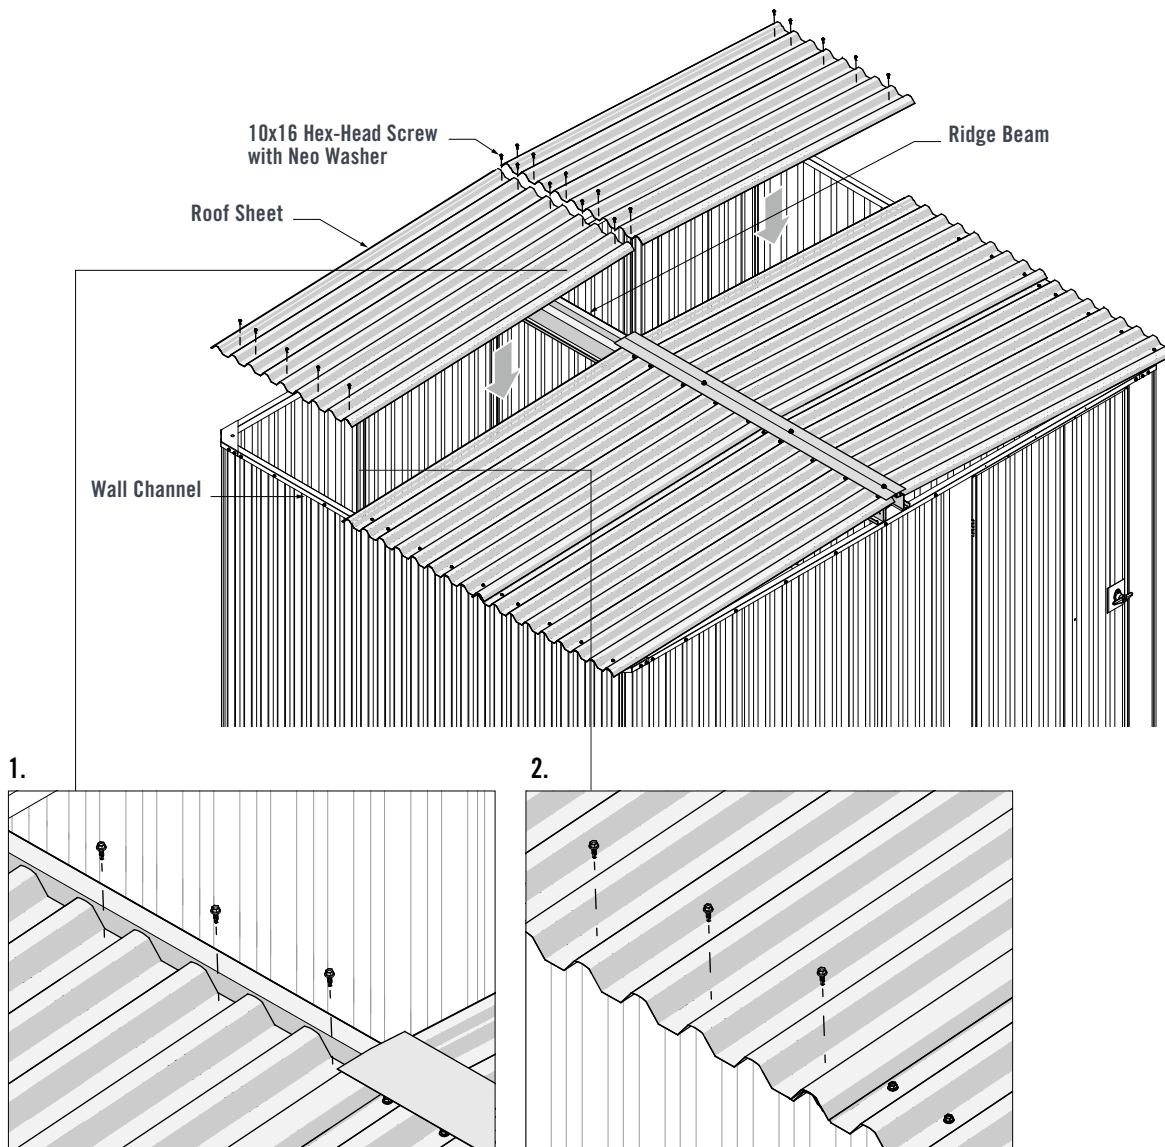 10x16 Hex-Head Screw
with Neo Washer
Ridge Beam
Roof Sheet
Wall Channel
1.
2.